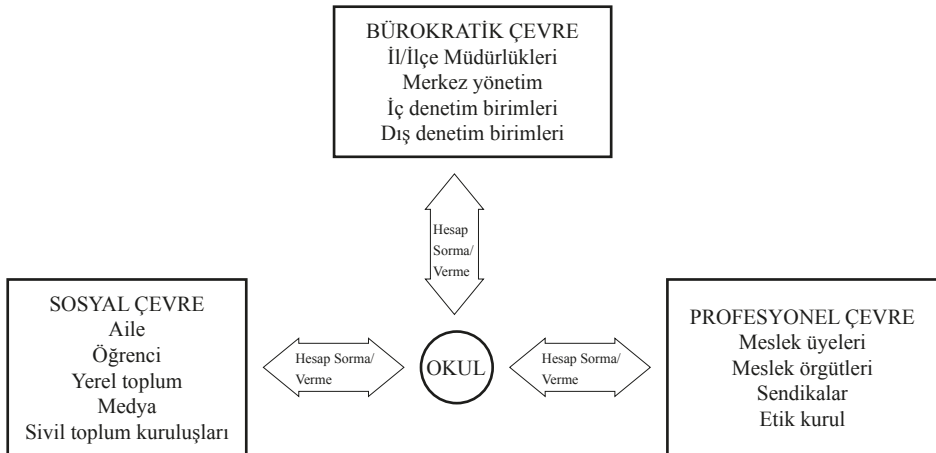 BÜROKRATİK ÇEVRE
İl/İlçe Müdürlükleri
Merkez yönetim
İç denetim birimleri
Dış denetim birimleri
Hesap
Sorma/
Verme
SOSYAL ÇEVRE
Aile
Öğrenci
Yerel toplum
Medya
Sivil toplum kuruluşları
Hesap Sorma/
Verme
OKUL
Hesap Sorma/
Verme
PROFESYONEL ÇEVRE
Meslek üyeleri
Meslek örgütleri
Sendikalar
Etik kurul